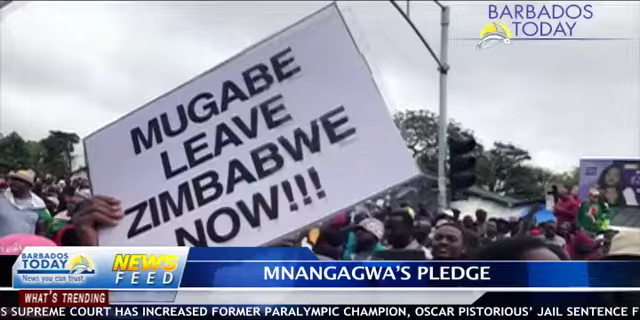 BARBADOS
TODAY
MUGABE
LEAVE
ZIMBABWE
NOW!!!
BARBADOS
TODAY
News you can trust.
NEWS
FEED
MNANGAGWA'S PLEDGE
WHAT'S TRENDING
S SUPREME COURT HAS INCREASED FORMER PARALYMPIC CHAMPION, OSCAR PISTORIOUS' JAIL SENTENCE F